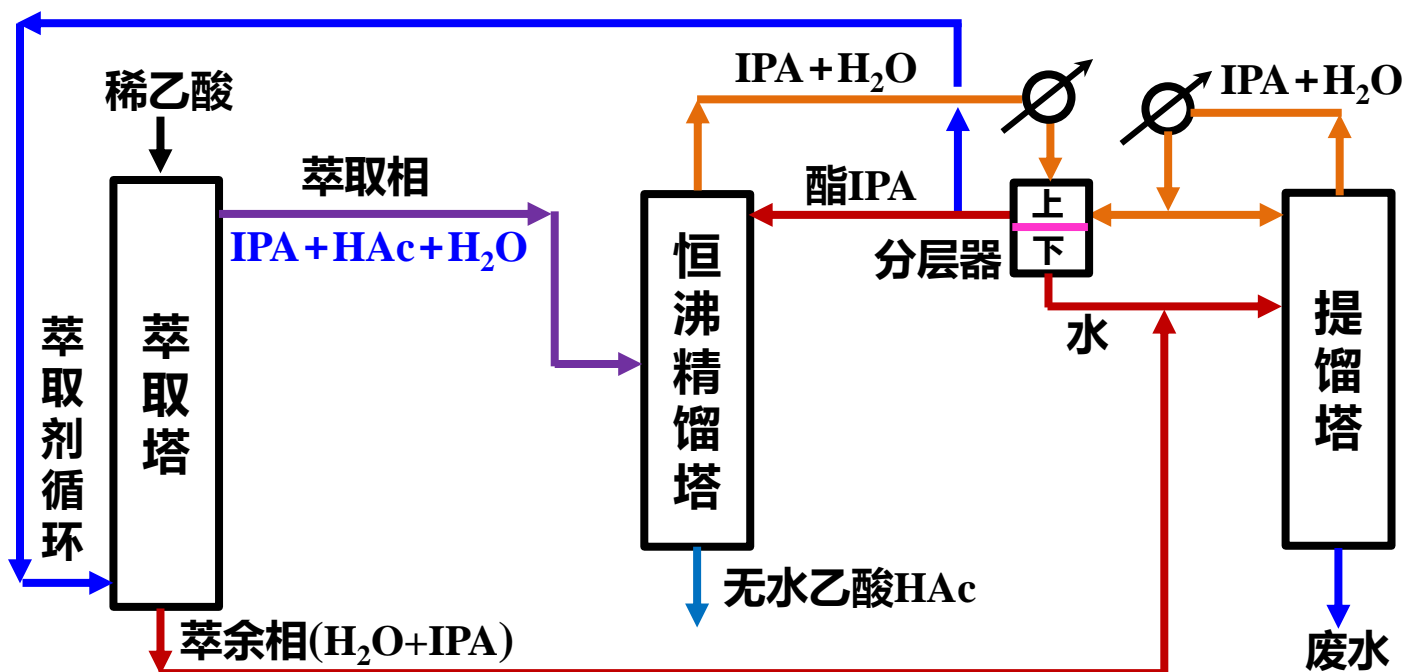 稀乙酸
萃取相
IPA+HAc+H₂O
IPA+H₂O
IPA+H₂O
酯IPA
上
下
分层器
水
萃取剂循环
萃取塔
恒沸精馏塔
提馏塔
无水乙酸HAc
萃余相(H₂O+IPA)
废水